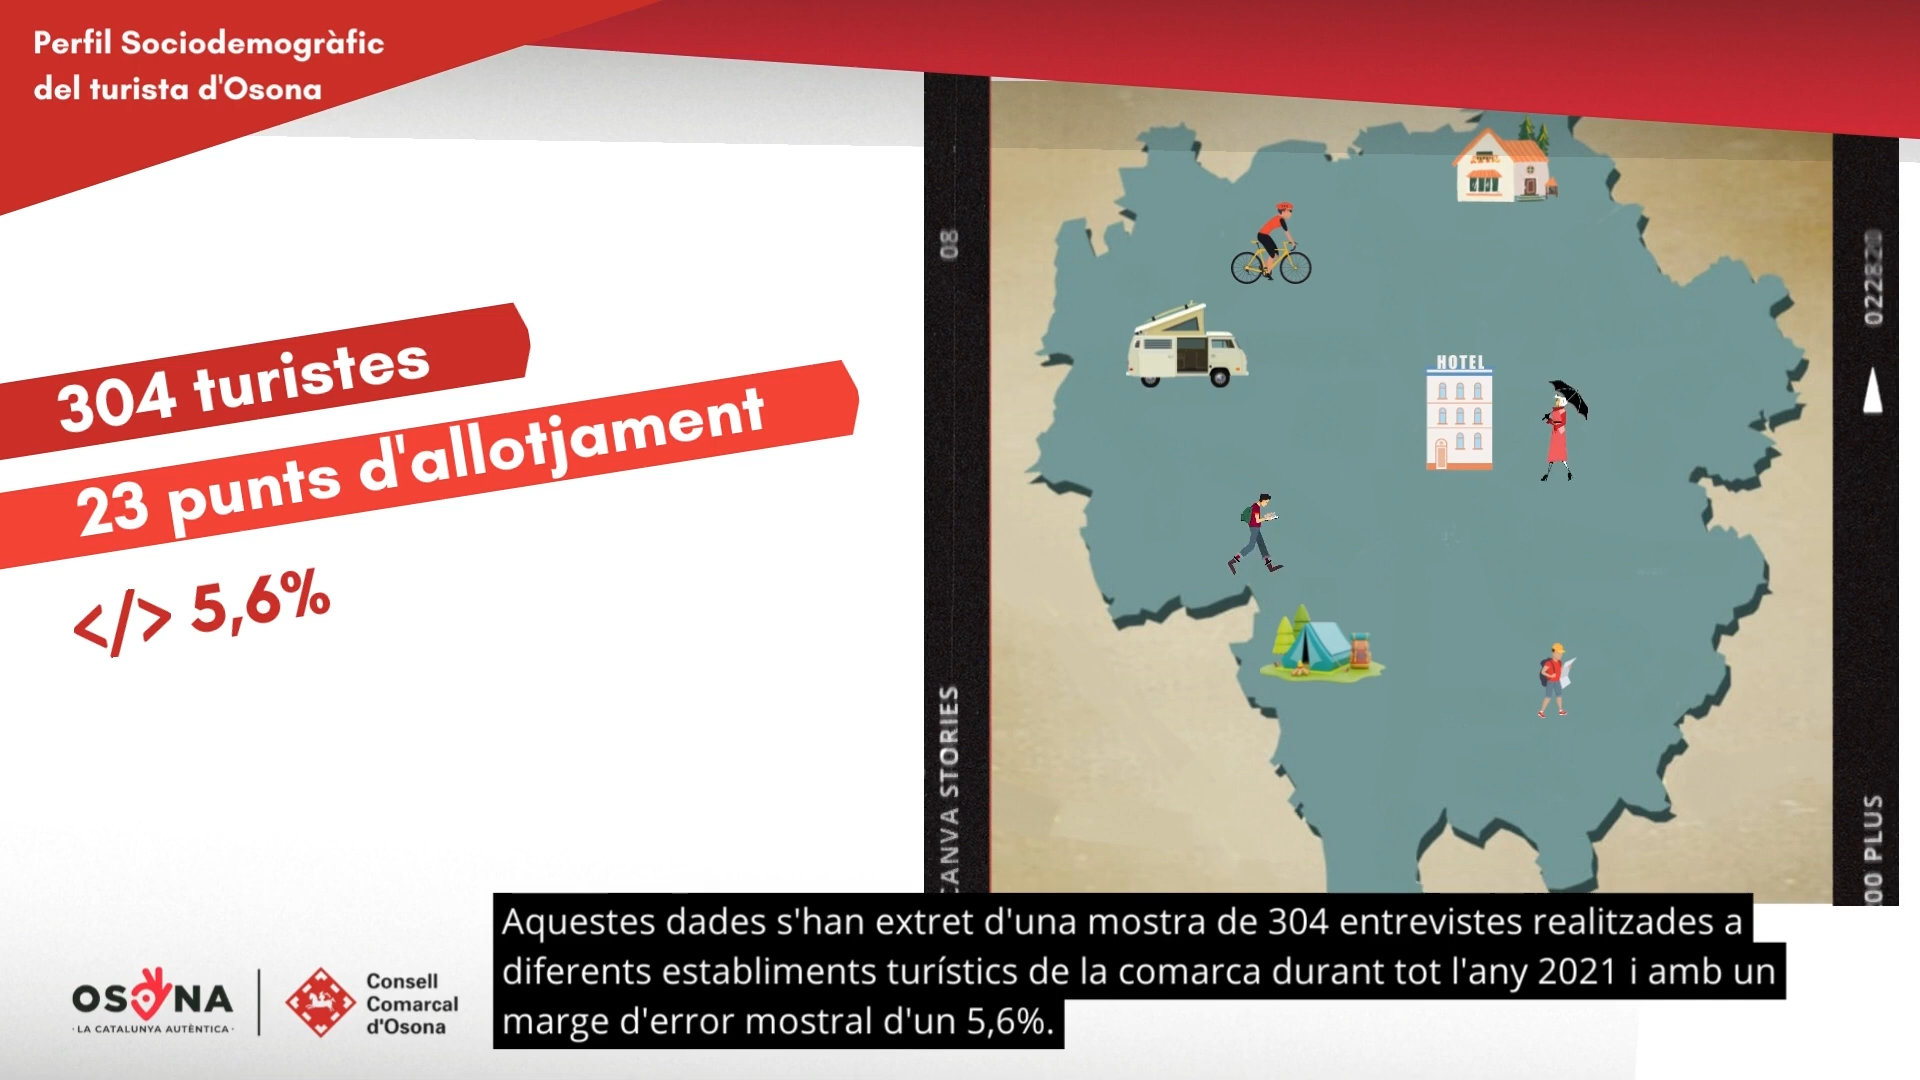 Perfil Sociodemogràfic
del turista d'Osona
304 turistes
23 punts d'allotjament
</> 5,6%
08
CANVA STORIES
HOTEL
022820
00 PLUS
OSONA
· LA CATALUNYA AUTÈNTICA ·
Consell
Comarcal
d'Osona
Aquestes dades s'han extret d'una mostra de 304 entrevistes realitzades a
diferents establiments turístics de la comarca durant tot l'any 2021 i amb un
marge d'error mostral d'un 5,6%.